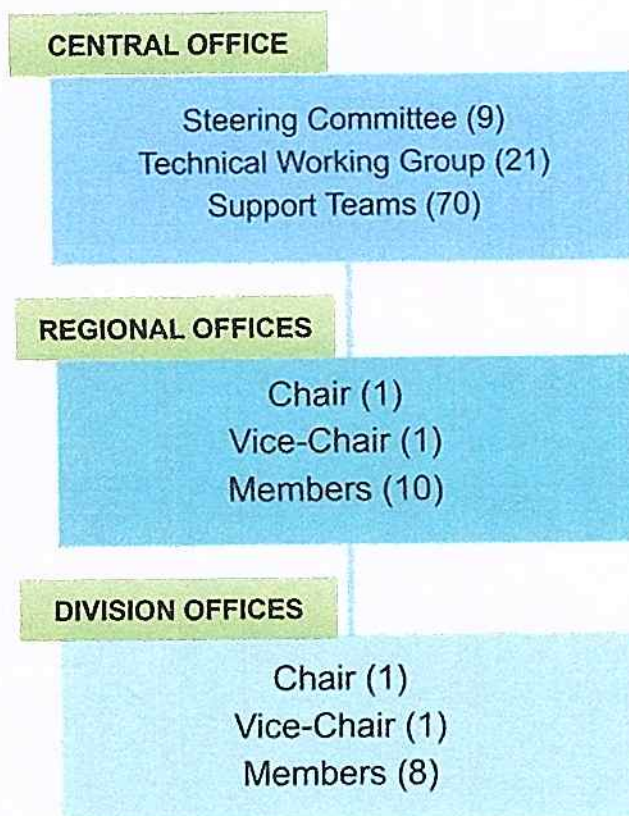 CENTRAL OFFICE
Steering Committee (9)
Technical Working Group (21)
Support Teams (70)
REGIONAL OFFICES
Chair (1)
Vice-Chair (1)
Members (10)
DIVISION OFFICES
Chair (1)
Vice-Chair (1)
Members (8)